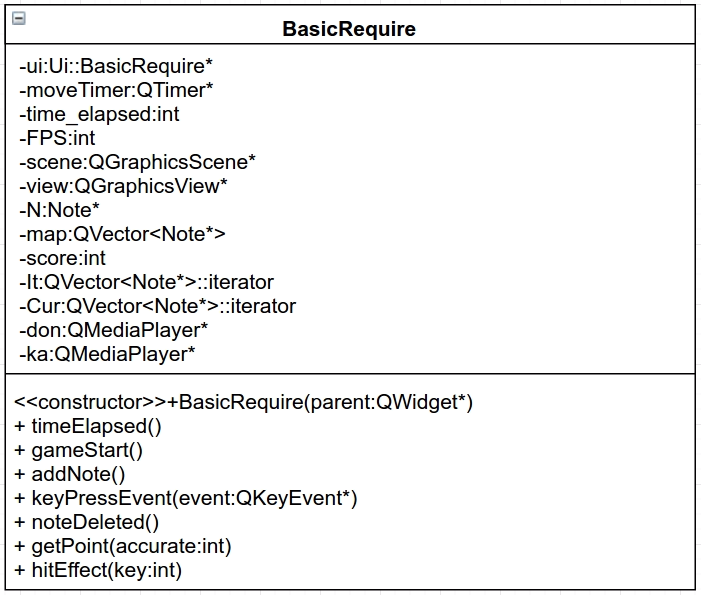 BasicRequire
-ui:Ui::BasicRequire*
-moveTimer:QTimer*
-time_elapsed:int
-FPS:int
-scene:QGraphicsScene*
-view:QGraphicsView*
-N:Note*
-map:QVector<Note*>
-score:int
-It:QVector<Note*>::iterator
-Cur:QVector<Note*>::iterator
-don:QMediaPlayer*
-ka:QMediaPlayer*
<<constructor>>+BasicRequire(parent:QWidget*)
+ timeElapsed()
+ gameStart()
+ addNote()
+ keyPressEvent(event:QKeyEvent*)
+ noteDeleted()
+ getPoint(accurate:int)
+ hitEffect(key:int)